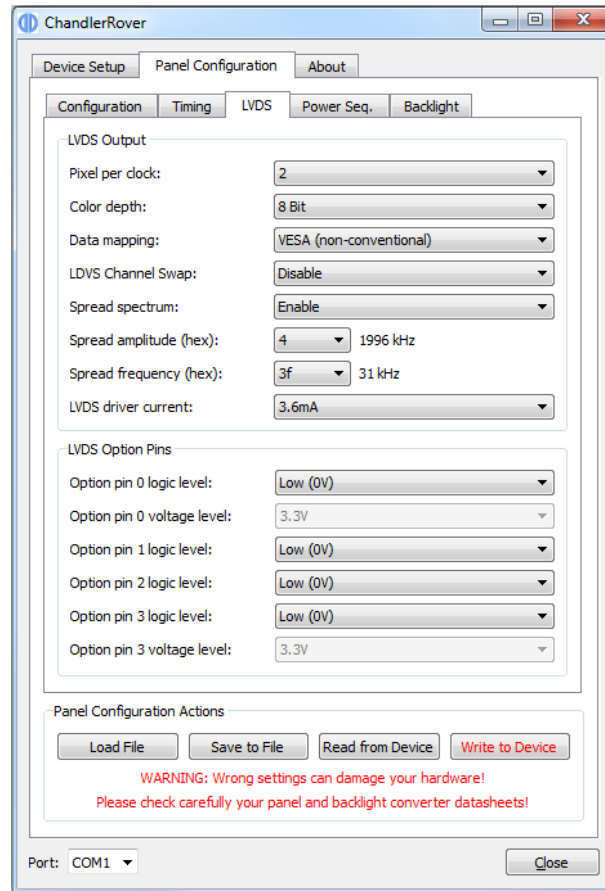 ChandlerRover
Device Setup Panel Configuration About
Configuration Timing LVDS Power Seq. Backlight
LVDS Output
Pixel per clock: 2
Color depth: 8 Bit
Data mapping: VESA (non-conventional)
LDVS Channel Swap: Disable
Spread spectrum: Enable
Spread amplitude (hex): 4 1996 kHz
Spread frequency (hex): 3f 31 kHz
LVDS driver current: 3.6mA
LVDS Option Pins
Option pin 0 logic level: Low (0V)
Option pin 0 voltage level: 3.3V
Option pin 1 logic level: Low (0V)
Option pin 2 logic level: Low (0V)
Option pin 3 logic level: Low (0V)
Option pin 3 voltage level: 3.3V
Panel Configuration Actions
Load File Save to File Read from Device Write to Device
WARNING: Wrong settings can damage your hardware!
Please check carefully your panel and backlight converter datasheets!
Port: COM1 Close